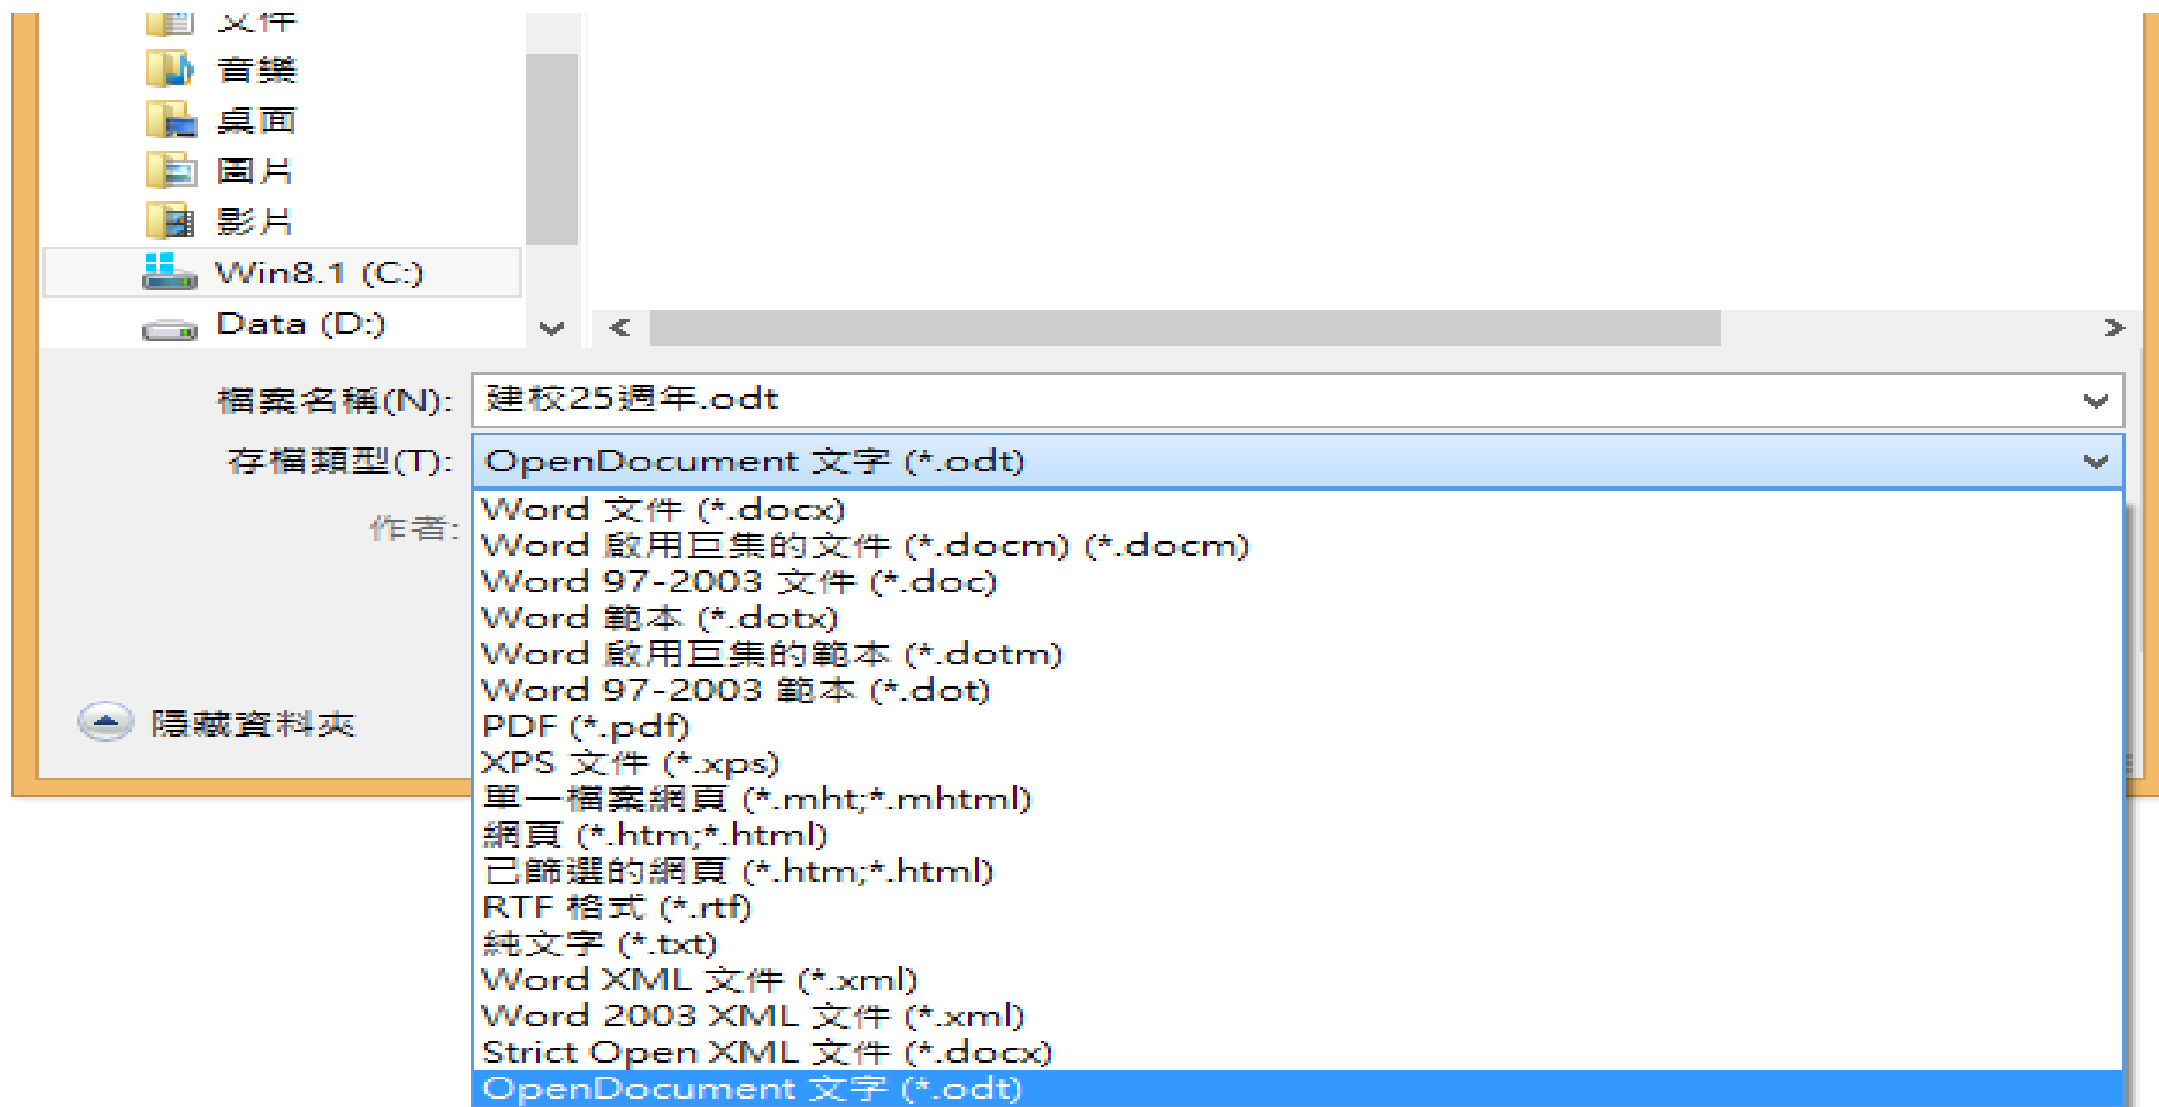 文件
音樂
桌面
圖片
影片
Win8.1 (C:)
Data (D:)
檔案名稱(N): 建校25週年.odt
存檔類型(T): OpenDocument 文字 (*.odt)
作者:
Word 文件 (*.docx)
Word 啟用巨集的文件 (*.docm) (*.docm)
Word 97-2003 文件 (*.doc)
Word 範本 (*.dotx)
Word 啟用巨集的範本 (*.dotm)
Word 97-2003 範本 (*.dot)
PDF (*.pdf)
XPS 文件 (*.xps)
單一檔案網頁 (*.mht;*.mhtml)
網頁 (*.htm;*.html)
已篩選的網頁 (*.htm;*.html)
RTF 格式 (*.rtf)
純文字 (*.txt)
Word XML 文件 (*.xml)
Word 2003 XML 文件 (*.xml)
Strict Open XML 文件 (*.docx)
OpenDocument 文字 (*.odt)
隱藏資料夾